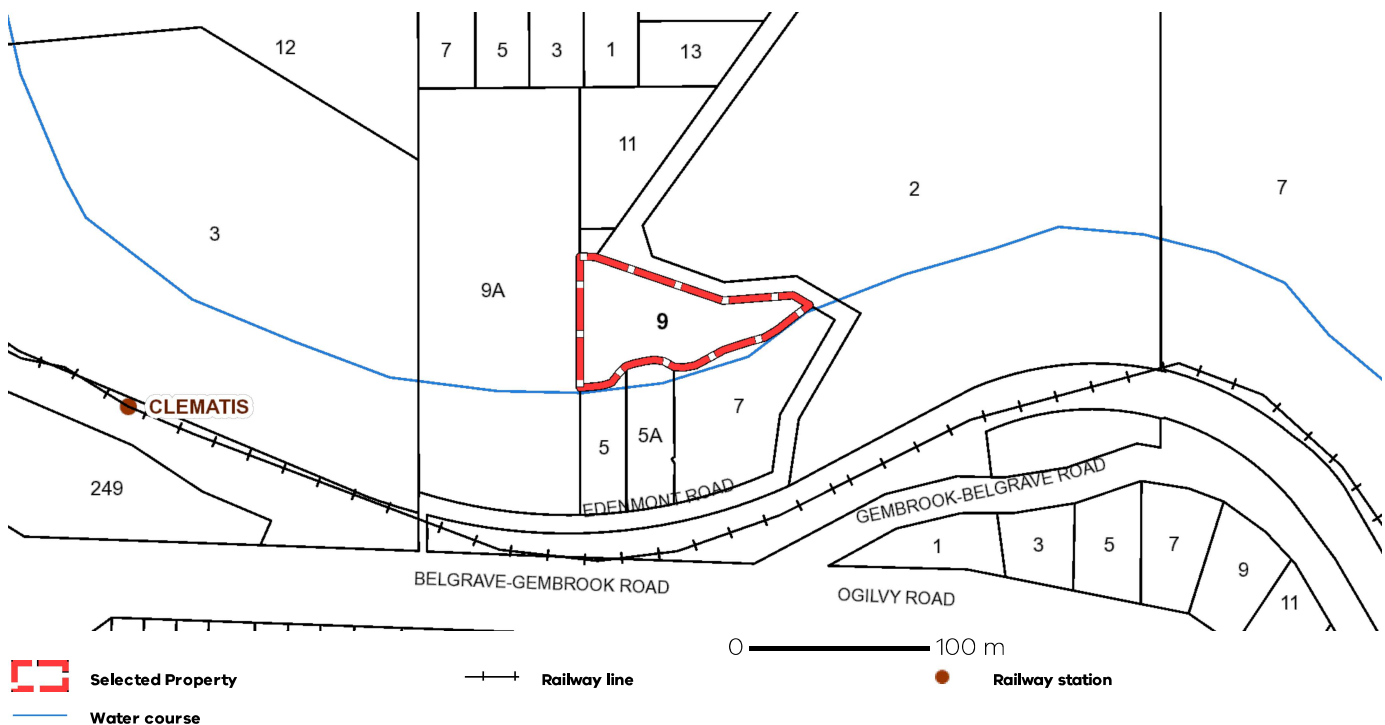 12
7
5
3
1
13
11
2
7
3
9A
9
CLEMATIS
5
5A
7
249
EDENMONT ROAD
GEMBROOK-BELGRAVE ROAD
1
3
5
7
9
11
BELGRAVE-GEMBROOK ROAD
OGILVY ROAD
0 100 m
Selected Property
Railway line
Railway station
Water course